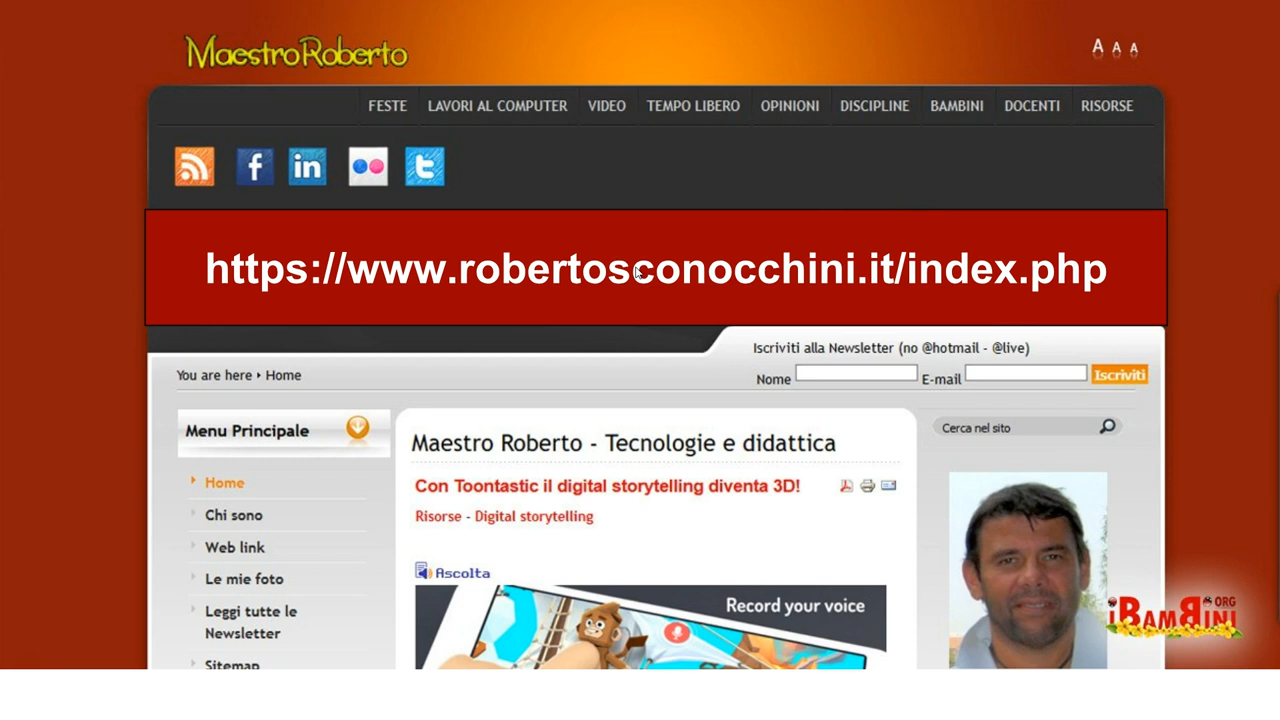 MaestroRoberto
A A A
FESTE LAVORI AL COMPUTER VIDEO TEMPO LIBERO OPINIONI DISCIPLINE BAMBINI DOCENTI RISORSE
https://www.robertosconocchini.it/index.php
Iscriviti alla Newsletter (no @hotmail - @live)
Nome E-mail Iscriviti
You are here Home
Menu Principale
Home
Chi sono
Web link
Le mie foto
Leggi tutte le
Newsletter
Sitemap
Maestro Roberto - Tecnologie e didattica
Con Toontastic il digital storytelling diventa 3D!
Risorse - Digital storytelling
Ascolta
Record your voice
Cerca nel sito
iBAMBINI ORG